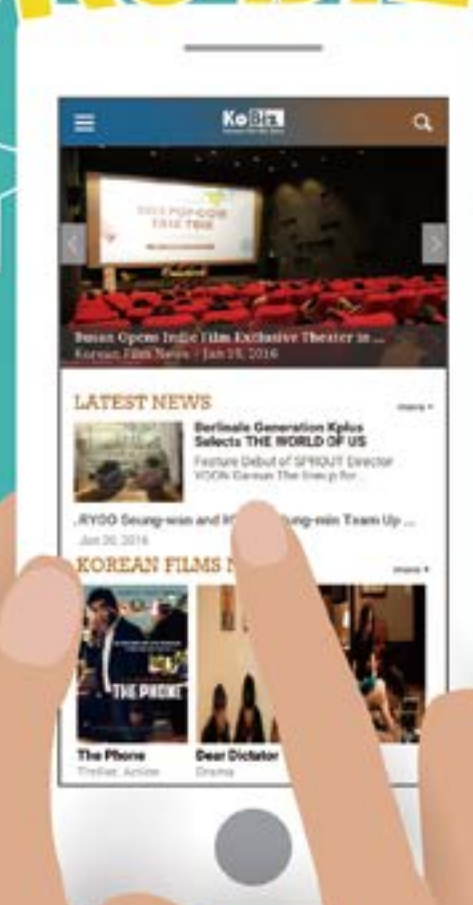 KoBiz
Busan Opens Indie Film Exclusive Theater in ...
Korean Film News - Jan 19, 2016
LATEST NEWS
more
Berlinale Generation Kplus
Selects THE WORLD OF US
Feature Debut of SPROUT Director
YOON Ga-eun The lineup for
RYOO Seung-wan and ung-min Team Up ...
Jan 20, 2016
KOREAN FILMS
more
THE PHONE
The Phone
Thriller, Action
Dear Dictator
Drama